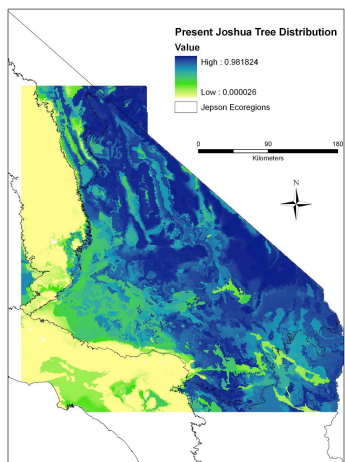 Present Joshua Tree Distribution
Value
High : 0.981824
Low : 0.000026
Jepson Ecoregions
0 90 180
Kilometers
N